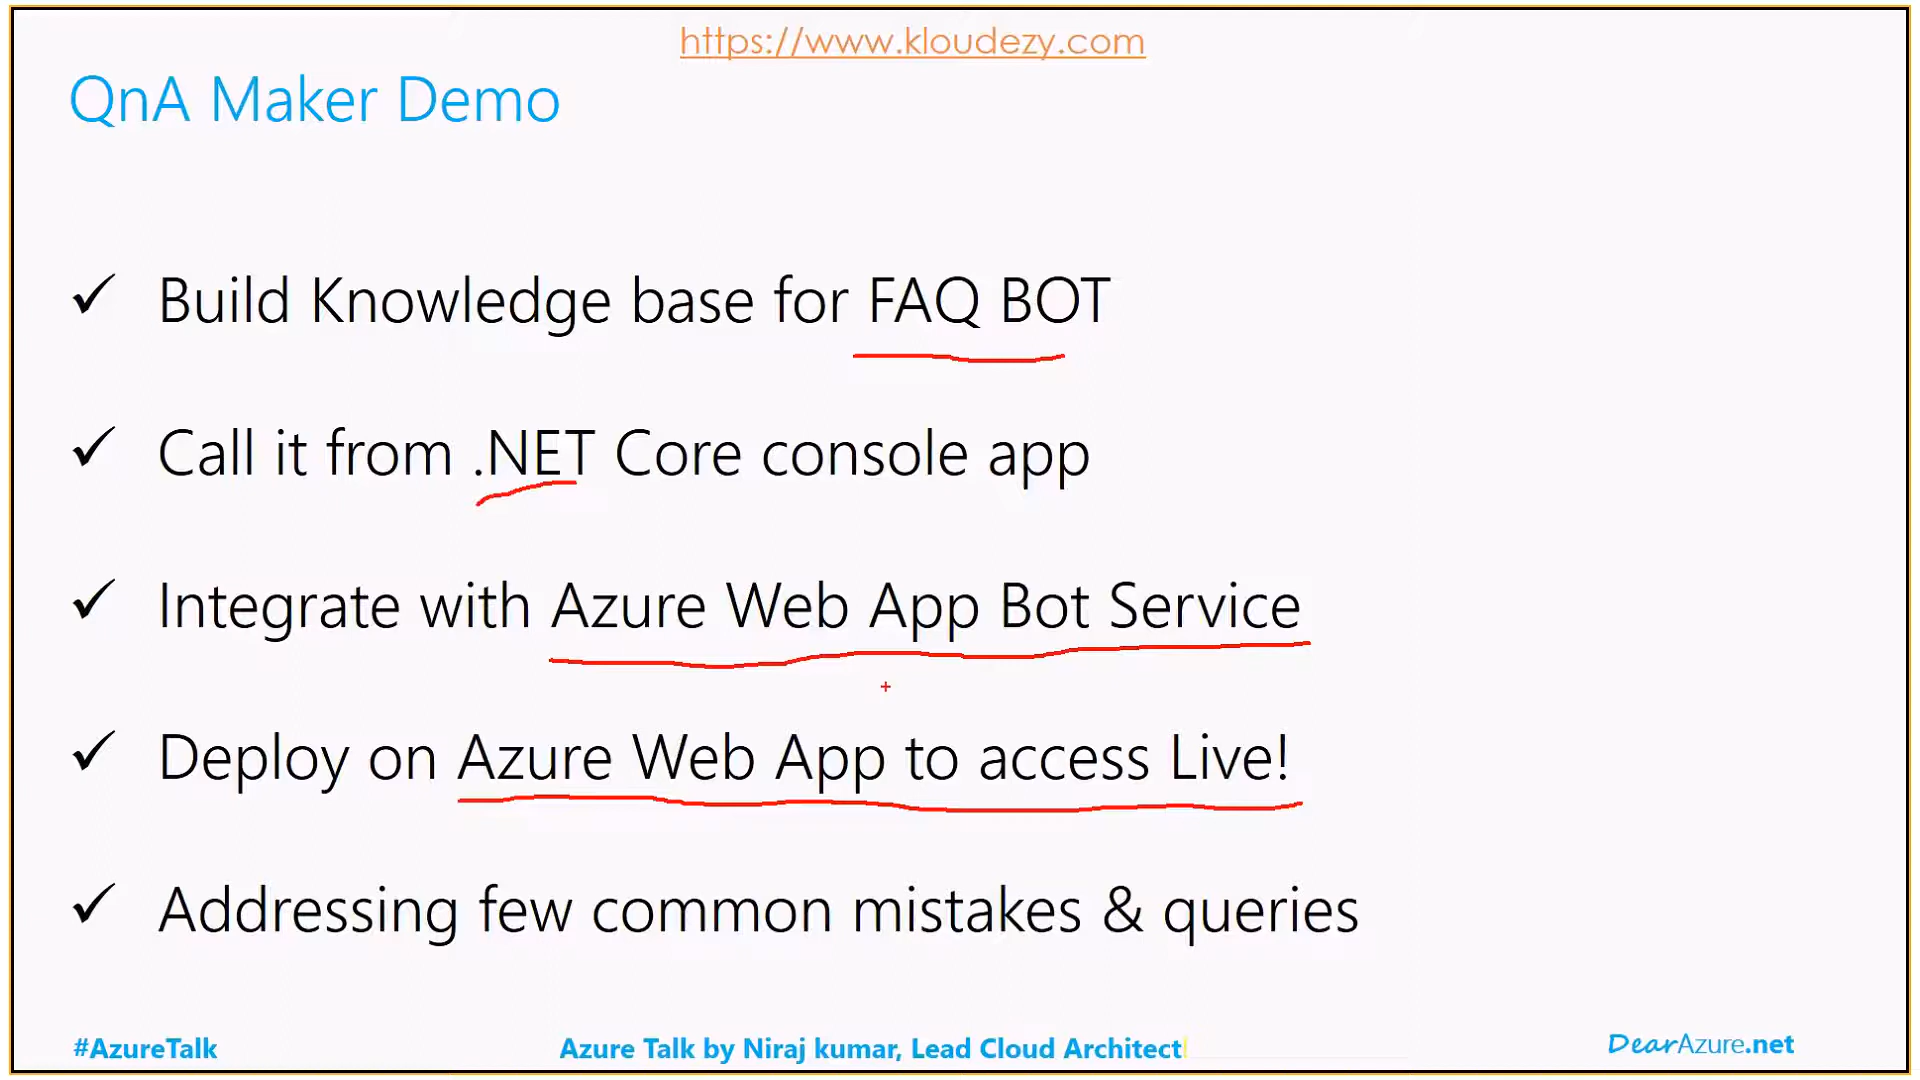 https://www.kloudezy.com
QnA Maker Demo
✓ Build Knowledge base for FAQ BOT
✓ Call it from .NET Core console app
✓ Integrate with Azure Web App Bot Service
✓ Deploy on Azure Web App to access Live!
✓ Addressing few common mistakes & queries
#AzureTalk
Azure Talk by Niraj kumar, Lead Cloud Architect
DearAzure.net